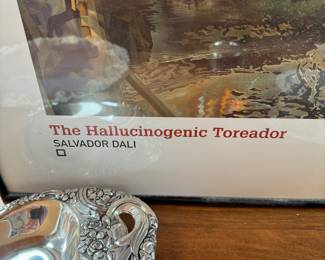 The Hallucinogenic Toreador
SALVADOR DALI